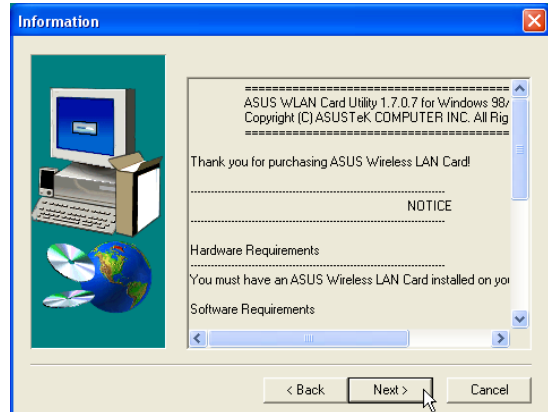 Information
==========================================
ASUS WLAN Card Utility 1.7.0.7 for Windows 98/
Copyright (C) ASUSTeK COMPUTER INC. All Rig
==========================================
Thank you for purchasing ASUS Wireless LAN Card!
NOTICE
Hardware Requirements
You must have an ASUS Wireless LAN Card installed on you
Software Requirements
< Back Next > Cancel